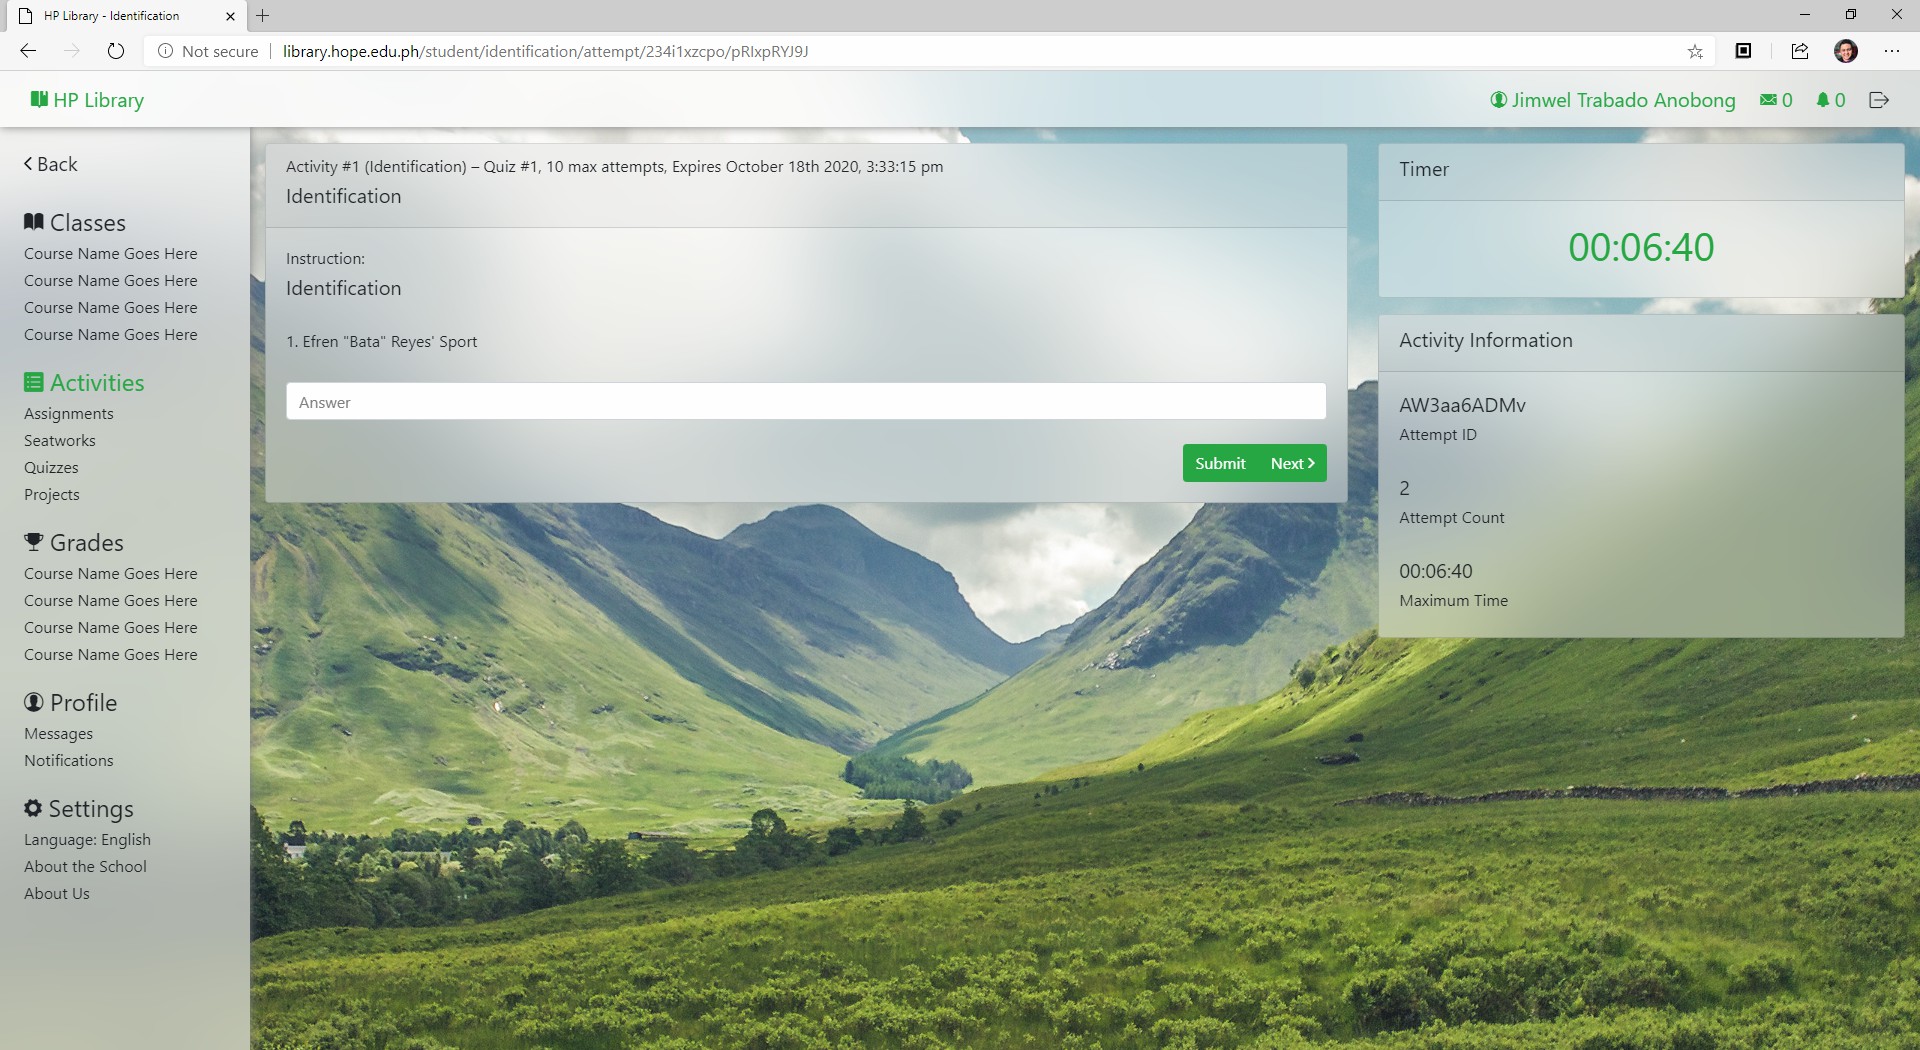 HP Library - Identification
Not secure library.hope.edu.ph/student/identification/attempt/234i1xzcpo/pRIxpRYJ9J
HP Library
Jimwel Trabado Anobong 0 0
Back
Classes
Course Name Goes Here
Course Name Goes Here
Course Name Goes Here
Course Name Goes Here
Activities
Assignments
Seatworks
Quizzes
Projects
Grades
Course Name Goes Here
Course Name Goes Here
Course Name Goes Here
Course Name Goes Here
Profile
Messages
Notifications
Settings
Language: English
About the School
About Us
Activity #1 (Identification) – Quiz #1, 10 max attempts, Expires October 18th 2020, 3:33:15 pm
Identification
Instruction:
Identification
1. Efren "Bata" Reyes' Sport
Answer
Submit Next
Timer
00:06:40
Activity Information
AW3aa6ADMv
Attempt ID
2
Attempt Count
00:06:40
Maximum Time